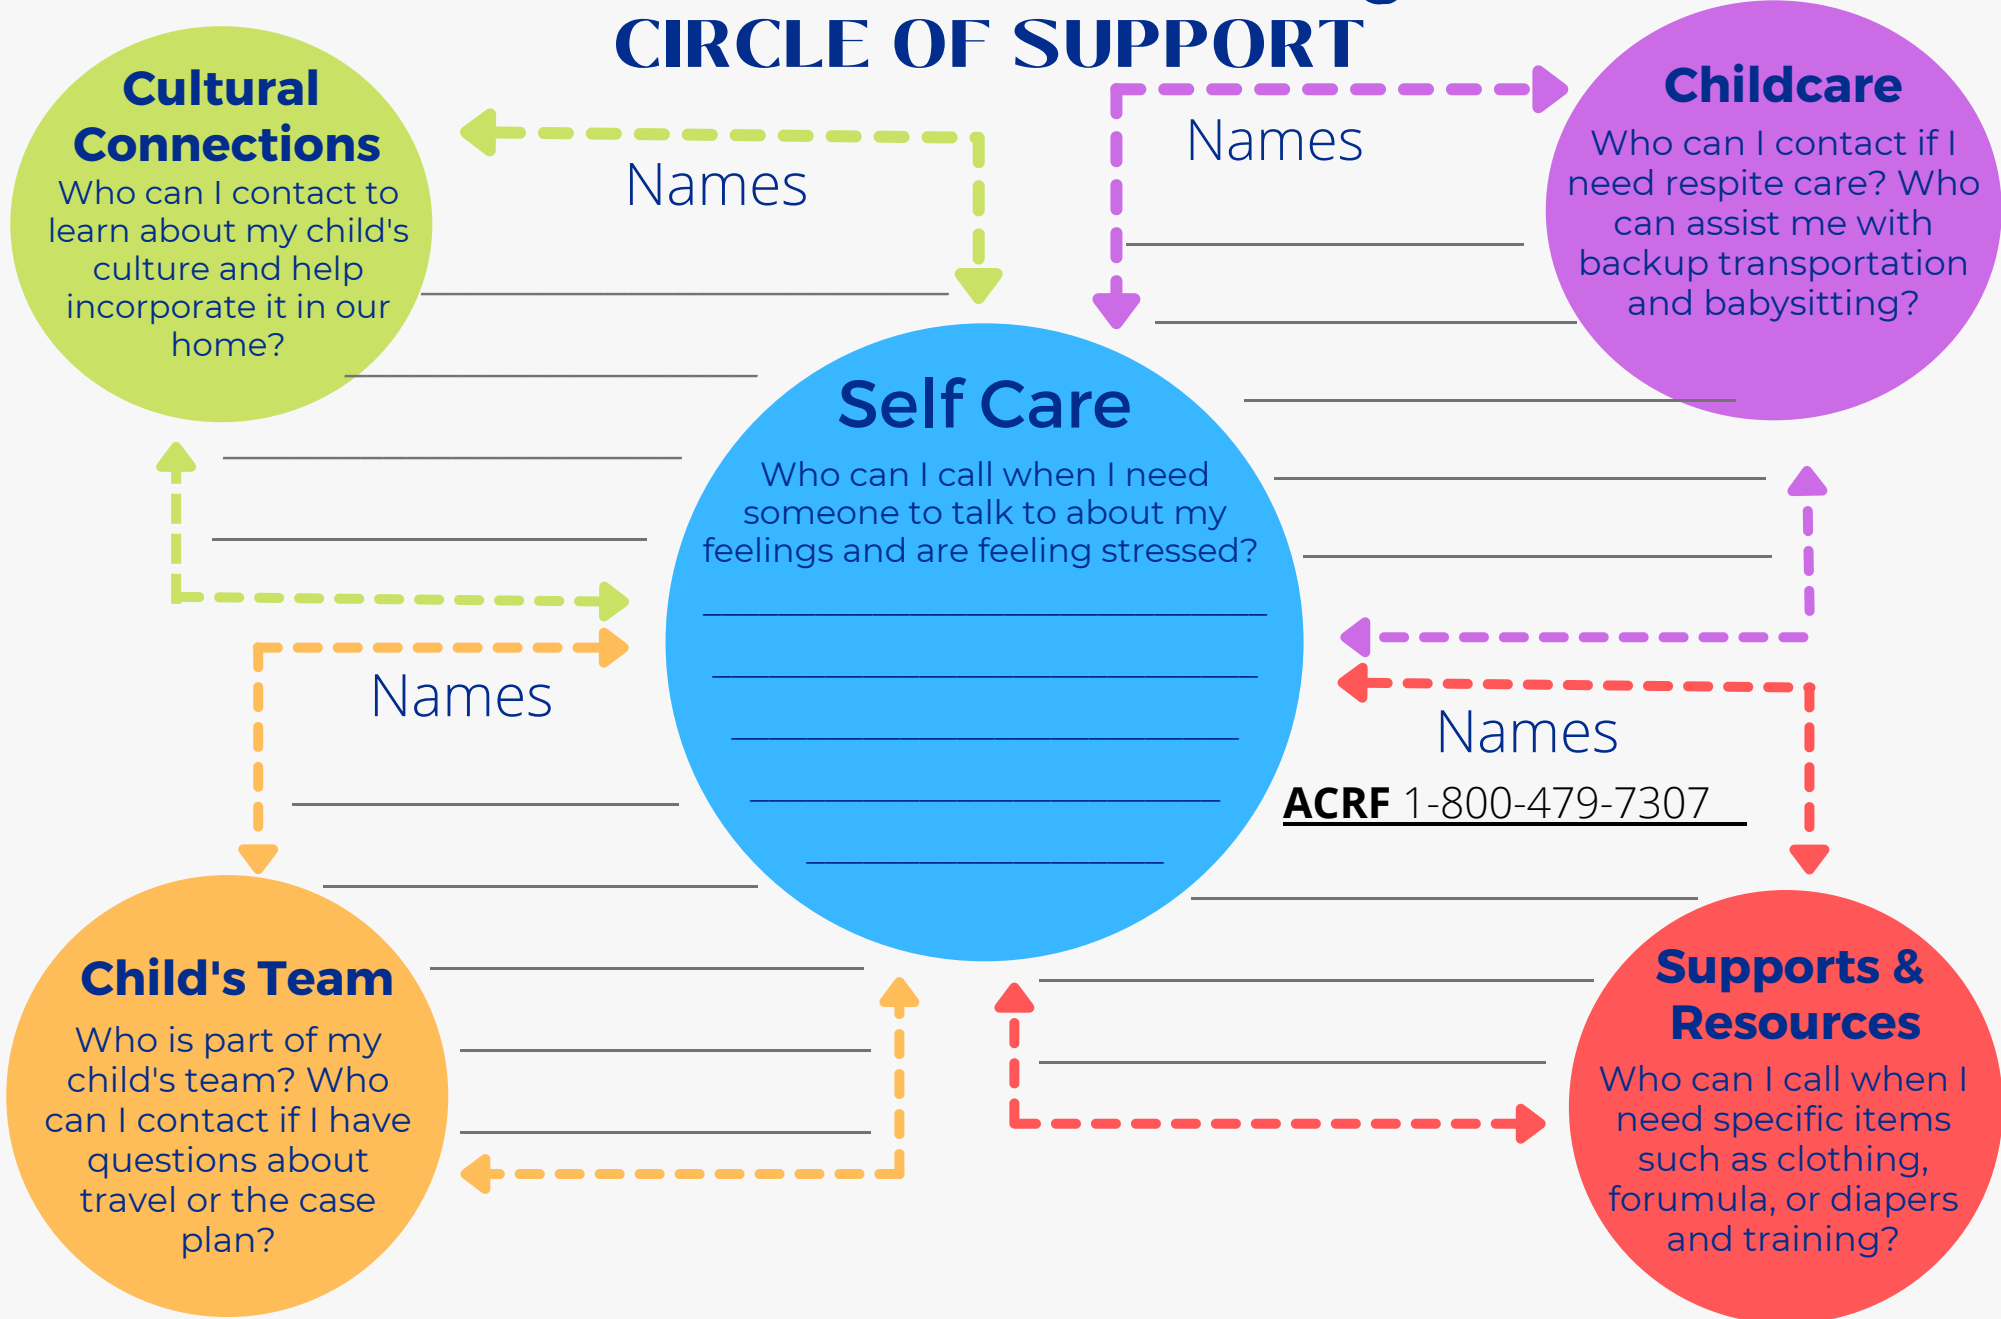 CIRCLE OF SUPPORT
Cultural
Connections
Who can I contact to
learn about my child's
culture and help
incorporate it in our
home?
Names
Names
Childcare
Who can I contact if I
need respite care? Who
can assist me with
backup transportation
and babysitting?
Self Care
Who can I call when I need
someone to talk to about my
feelings and are feeling stressed?
Names
Names
ACRF 1-800-479-7307
Child's Team
Who is part of my
child's team? Who
can I contact if I have
questions about
travel or the case
plan?
Supports &
Resources
Who can I call when I
need specific items
such as clothing,
forumula, or diapers
and training?